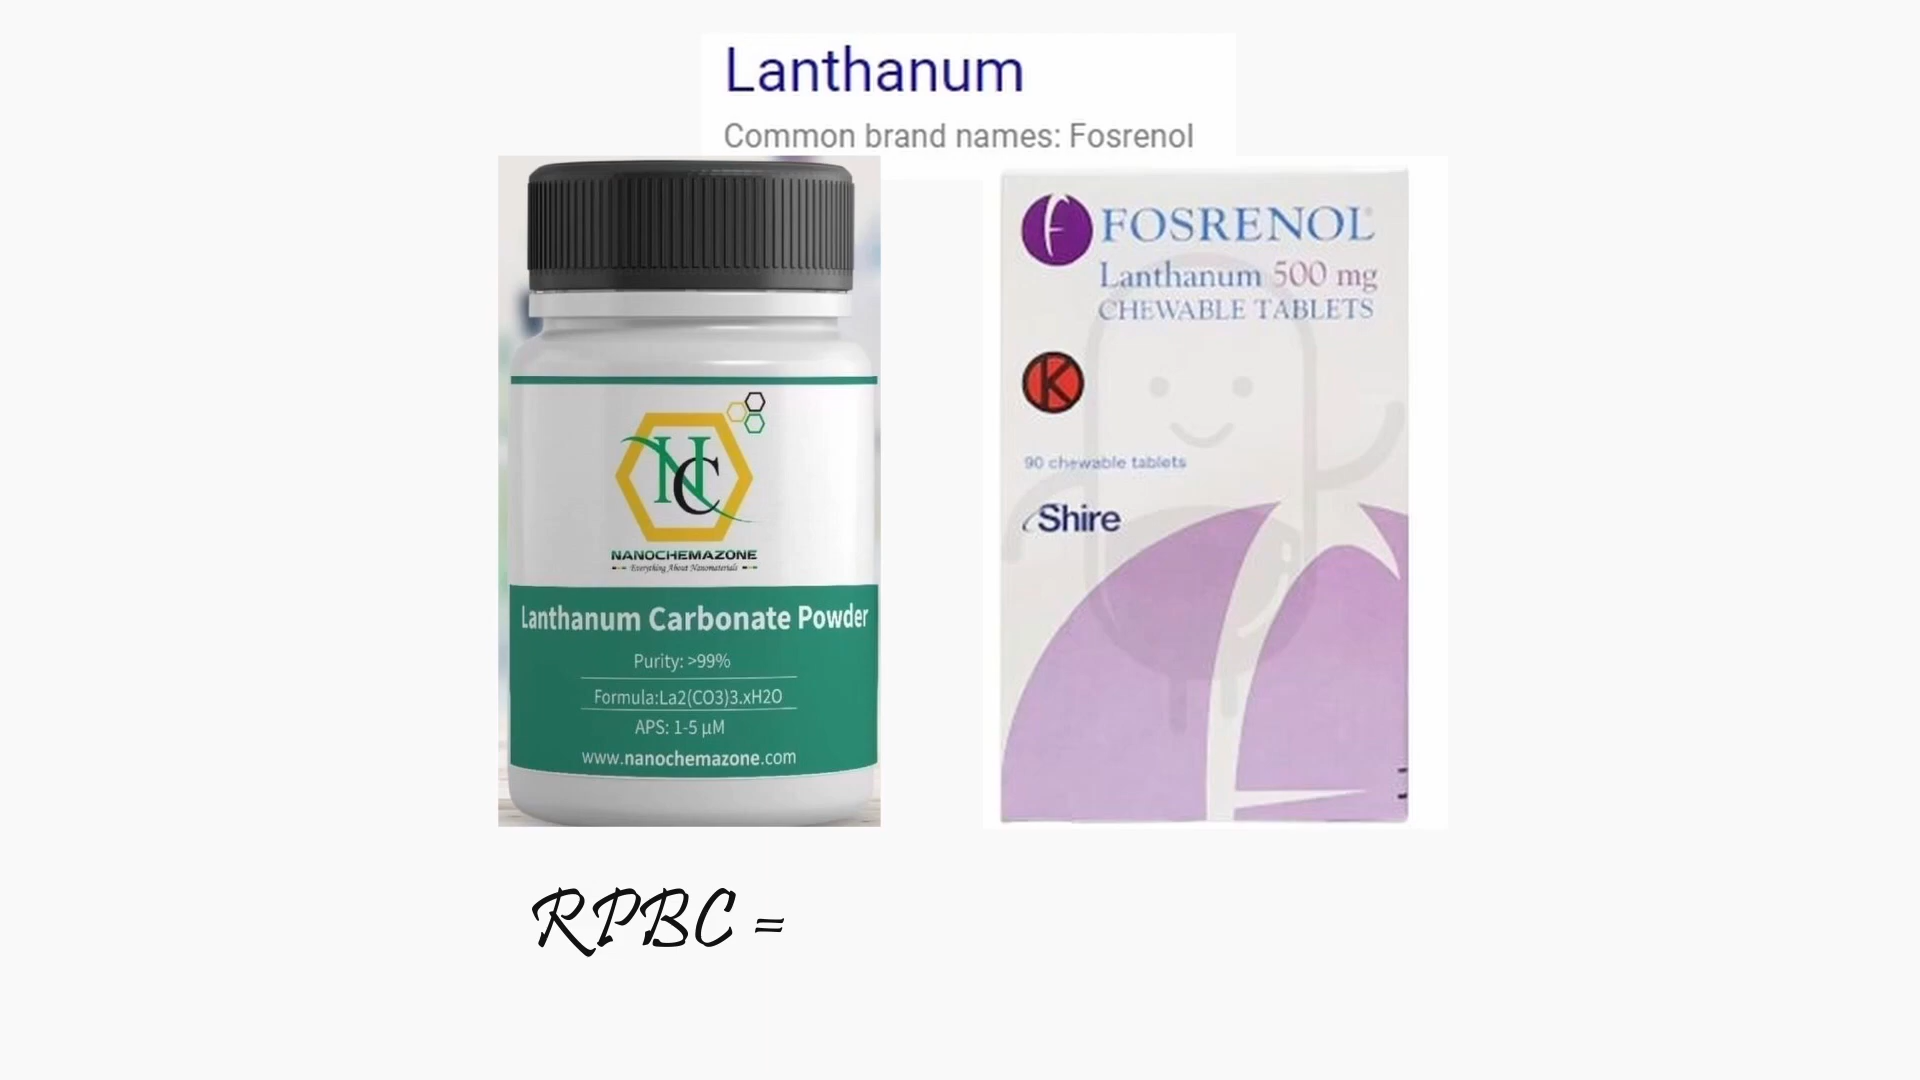 Lanthanum
Common brand names: Fosrenol
NC
NANOCHEMAZONE
Everything About Nanomaterials
Lanthanum Carbonate Powder
Purity: >99%
Formula:La2(CO3)3.xH2O
APS: 1-5 µM
www.nanochemazone.com
f FOSRENOL
Lanthanum 500 mg
CHEWABLE TABLETS
K
90 chewable tablets
Shire
RPBC =